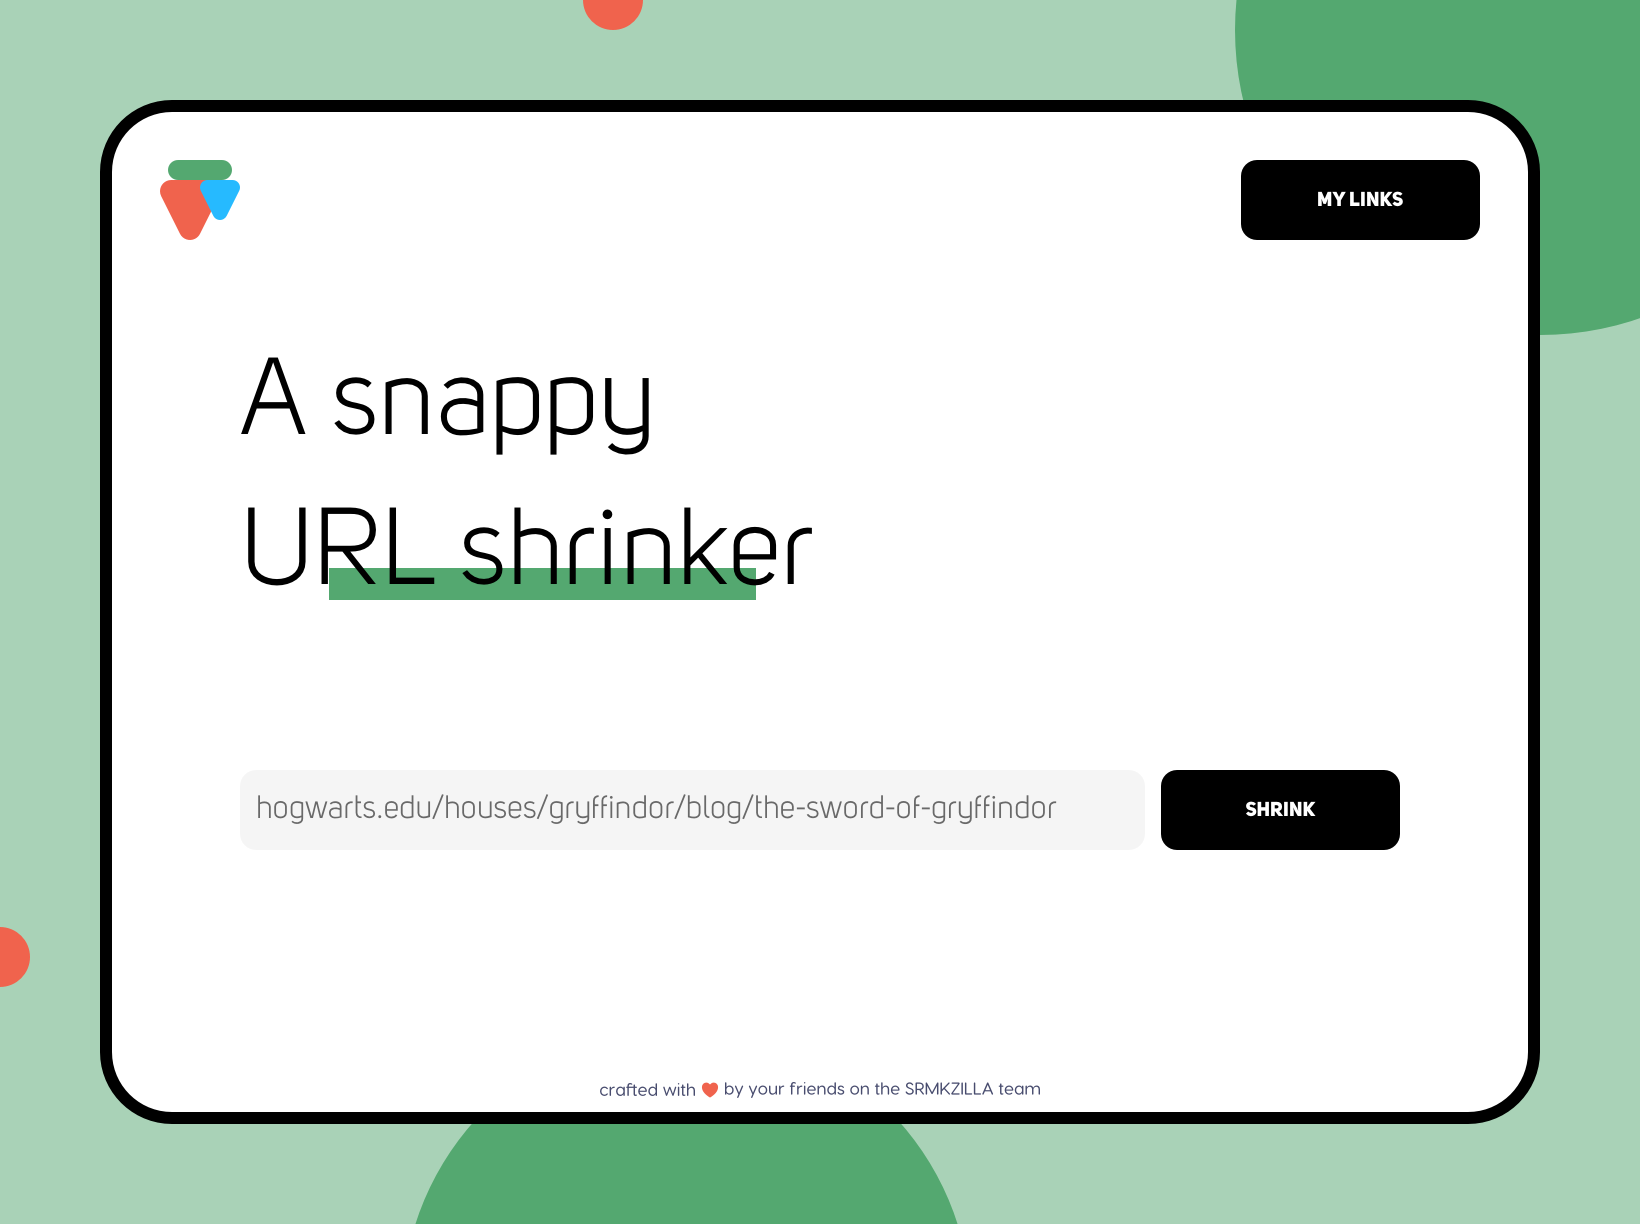 MY LINKS
A snappy
URL shrinker
hogwarts.edu/houses/gryffindor/blog/the-sword-of-gryffindor
SHRINK
crafted with ❤ by your friends on the SRMKZILLA team